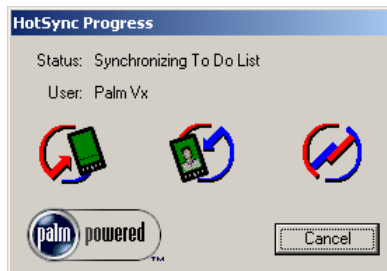 HotSync Progress
Status: Synchronizing To Do List
User: Palm Vx
palm powered
TM
Cancel